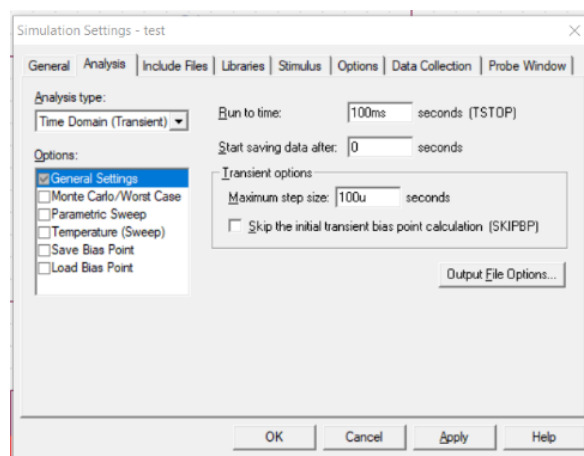 Simulation Settings - test
General Analysis Include Files Libraries Stimulus Options Data Collection Probe Window
Analysis type:
Time Domain (Transient)
Options:
General Settings
Monte Carlo/Worst Case
Parametric Sweep
Temperature (Sweep)
Save Bias Point
Load Bias Point
Run to time: 100ms seconds (TSTOP)
Start saving data after: 0 seconds
Transient options
Maximum step size: 100u seconds
Skip the initial transient bias point calculation (SKIPBP)
Output File Options...
OK Cancel Apply Help